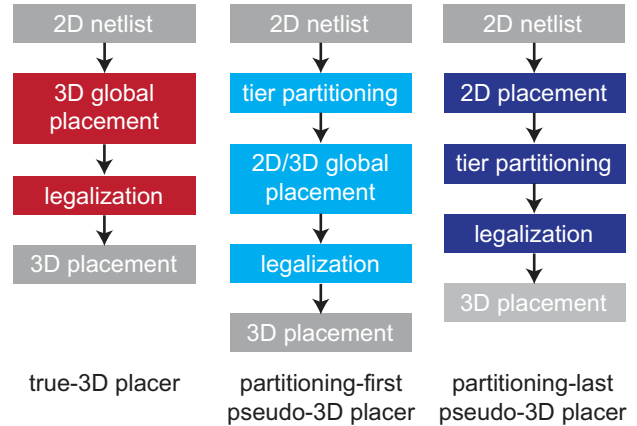 2D netlist
3D global
placement
legalization
3D placement
true-3D placer
2D netlist
tier partitioning
2D/3D global
placement
legalization
3D placement
partitioning-first
pseudo-3D placer
2D netlist
2D placement
tier partitioning
legalization
3D placement
partitioning-last
pseudo-3D placer